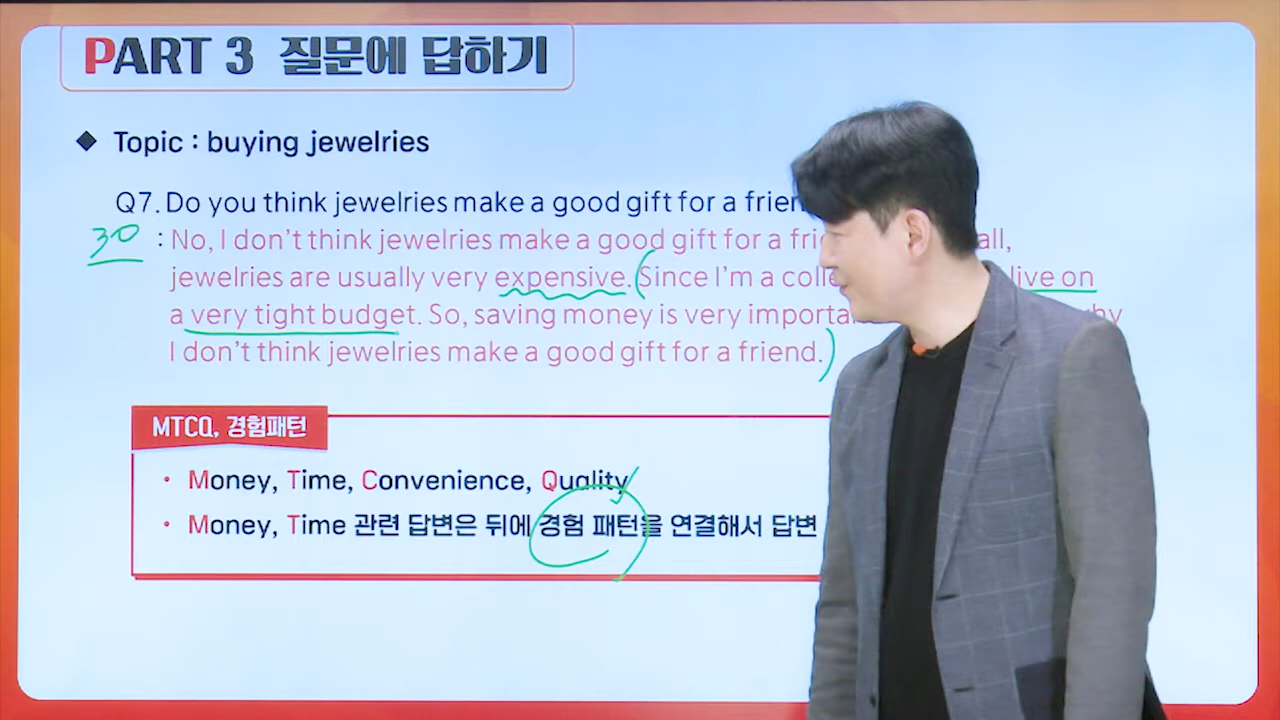 PART 3 질문에 답하기
◆ Topic : buying jewelries
Q7. Do you think jewelries make a good gift for a
30
: No, I don't think jewelries make a good gift for a all,
jewelries are usually very expensive. Since I'm a live on
a very tight budget. So, saving money is very
I don't think jewelries make a good gift for a friend.
MTCQ, 경험패턴
• Money, Time, Convenience, Quality
• Money, Time 관련 답변은 뒤에 경험 패턴을 연결해서 답변